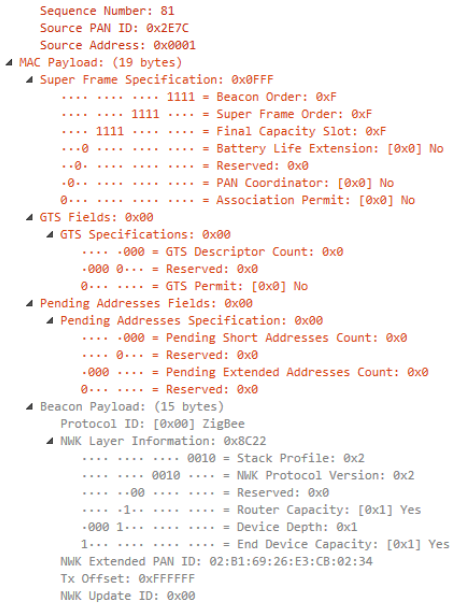 Sequence Number: 81
Source PAN ID: 0x2E7C
Source Address: 0x0001
MAC Payload: (19 bytes)
Super Frame Specification: 0x0FFF
···· ···· ···· 1111 = Beacon Order: 0xF
···· ···· 1111 ···· = Super Frame Order: 0xF
···· 1111 ···· ···· = Final Capacity Slot: 0xF
···0 ···· ···· ···· = Battery Life Extension: [0x0] No
··0· ···· ···· ···· = Reserved: 0x0
·0·· ···· ···· ···· = PAN Coordinator: [0x0] No
0··· ···· ···· ···· = Association Permit: [0x0] No
GTS Fields: 0x00
GTS Specifications: 0x00
···· ·000 = GTS Descriptor Count: 0x0
·000 0··· = Reserved: 0x0
0··· ···· = GTS Permit: [0x0] No
Pending Addresses Fields: 0x00
Pending Addresses Specification: 0x00
···· ·000 = Pending Short Addresses Count: 0x0
···· 0··· = Reserved: 0x0
·000 ···· = Pending Extended Addresses Count: 0x0
0··· ···· = Reserved: 0x0
Beacon Payload: (15 bytes)
Protocol ID: [0x00] ZigBee
NWK Layer Information: 0x8C22
···· ···· ···· 0010 = Stack Profile: 0x2
···· ···· 0010 ···· = NWK Protocol Version: 0x2
···· ··00 ···· ···· = Reserved: 0x0
···· ·1·· ···· ···· = Router Capacity: [0x1] Yes
·000 1··· ···· ···· = Device Depth: 0x1
1··· ···· ···· ···· = End Device Capacity: [0x1] Yes
NWK Extended PAN ID: 02:B1:69:26:E3:CB:02:34
Tx Offset: 0xFFFFFF
NWK Update ID: 0x00